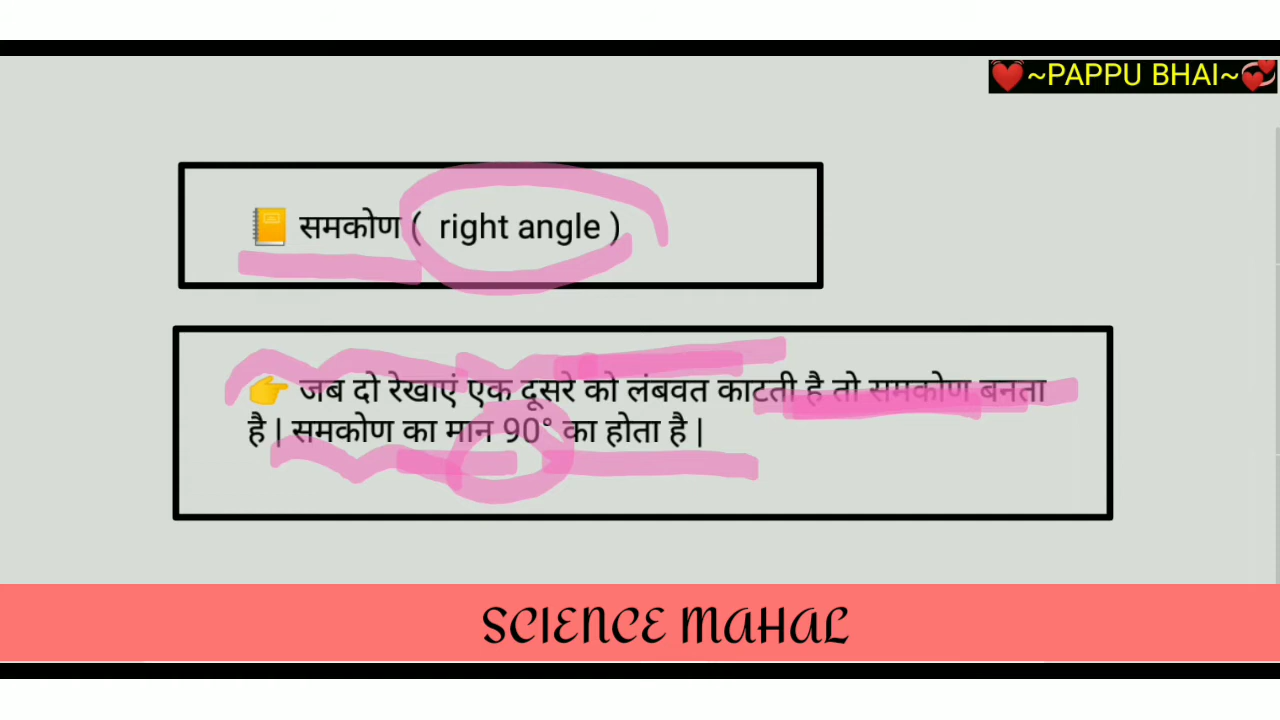 ❤️~PAPPU BHAI~💞
📒 समकोण ( right angle )
👉 जब दो रेखाएं एक दूसरे को लंबवत काटती है तो समकोण बनता
है | समकोण का मान 90° का होता है |
SCIENCE MAHAL